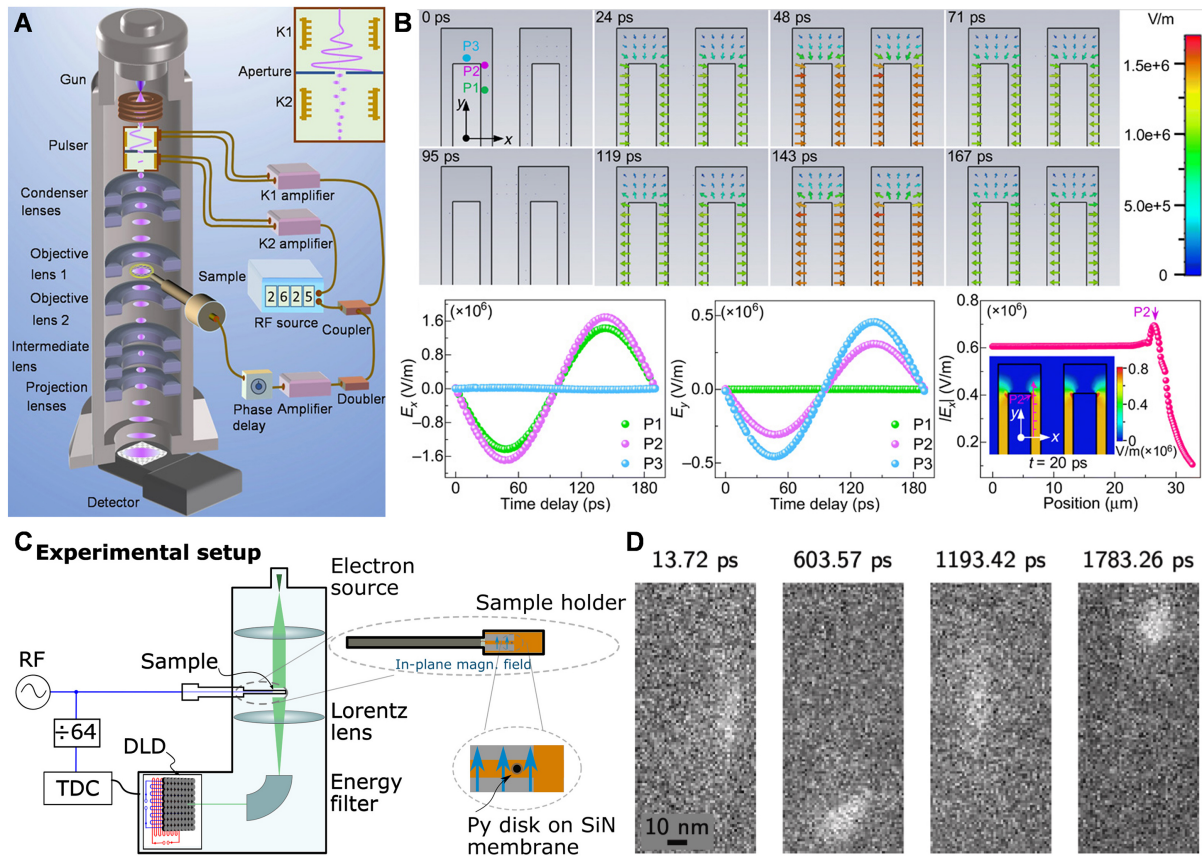 A
K1
Aperture
K2
Gun
Pulser
Condenser
lenses
K1 amplifier
K2 amplifier
Objective
lens 1
Sample
2625
RF source
Coupler
Objective
lens 2
Intermediate
lens
Projection
lenses
Phase
delay
Amplifier
Doubler
Detector
B
0 ps
24 ps
48 ps
71 ps
V/m
P3
P2
P1
y
x
1.5e+6
1.0e+6
5.0e+5
0
95 ps
119 ps
143 ps
167 ps
(×10⁶)
1.6
0.8
0.0
−0.8
−1.6
Eₓ (V/m)
P1
P2
P3
0 60 120 180
Time delay (ps)
(×10⁶)
0.5
0.0
−0.5
Eᵧ (V/m)
P1
P2
P3
0 60 120 180
Time delay (ps)
0.8
(×10⁶)
P2
0.6
0.4
0.2
|Eₓ| (V/m)
P2
y
x
0.8
0.4
0
V/m(×10⁶)
t = 20 ps
0 10 20 30
Position (μm)
C
Experimental setup
Electron
source
Sample holder
Sample
In-plane magn. field
RF
÷64
Lorentz
lens
DLD
TDC
Energy
filter
Py disk on SiN
membrane
D
13.72 ps
603.57 ps
1193.42 ps
1783.26 ps
10 nm